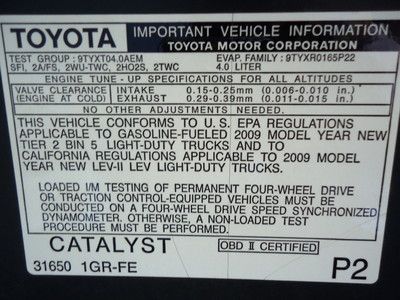 TOYOTA
IMPORTANT VEHICLE INFORMATION
TOYOTA MOTOR CORPORATION
TEST GROUP : 9TYXT04.0AEM EVAP. FAMILY : 9TYXR0165P22
SFI, 2A/FS, 2WU-TWC, 2HO2S, 2TWC 4.0 LITER
ENGINE TUNE - UP SPECIFICATIONS FOR ALL ALTITUDES
VALVE CLEARANCE INTAKE 0.15-0.25mm (0.006-0.010 in.)
(ENGINE AT COLD) EXHAUST 0.29-0.39mm (0.011-0.015 in.)
NO OTHER ADJUSTMENTS NEEDED.
THIS VEHICLE CONFORMS TO U.S EPA REGULATIONS
APPLICABLE TO GASOLINE-FUELED 2009 MODEL YEAR NEW
TIER 2 BIN 5 LIGHT-DUTY TRUCKS AND TO
CALIFORNIA REGULATIONS APPLICABLE TO 2009 MODEL
YEAR NEW LEV-II LEV LIGHT-DUTY TRUCKS.
LOADED I/M TESTING OF PERMANENT FOUR-WHEEL DRIVE
OR TRACTION CONTROL-EQUIPPED VEHICLES MUST BE
CONDUCTED ON A FOUR-WHEEL DRIVE SPEED SYNCHRONIZED
DYNAMOMETER. OTHERWISE, A NON-LOADED TEST
PROCEDURE MUST BE PERFORMED.
CATALYST OBD II CERTIFIED
31650 1GR-FE P2